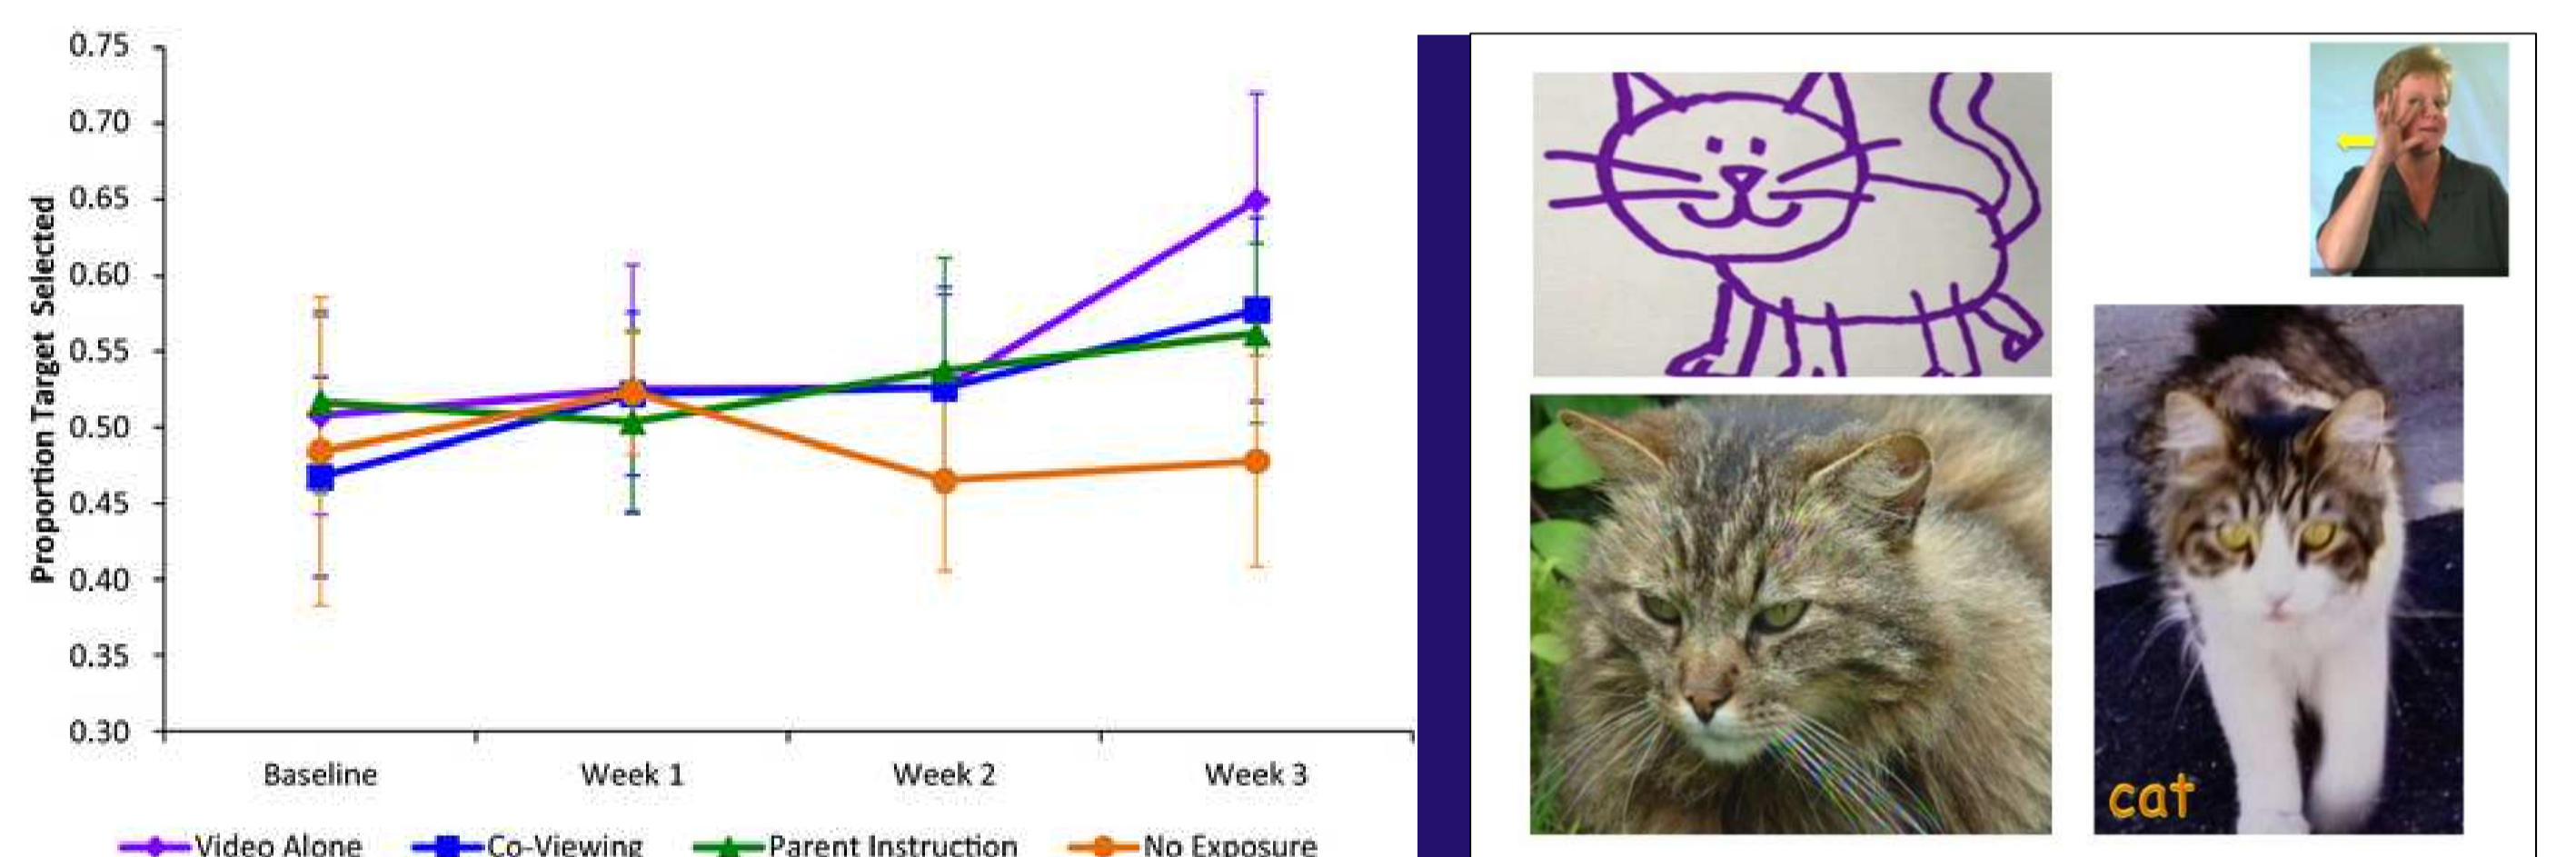 Proportion Target Selected
0.75
0.70
0.65
0.60
0.55
0.50
0.45
0.40
0.35
0.30
Baseline Week 1 Week 2 Week 3
Video Alone Co-Viewing Parent Instruction No Exposure
cat